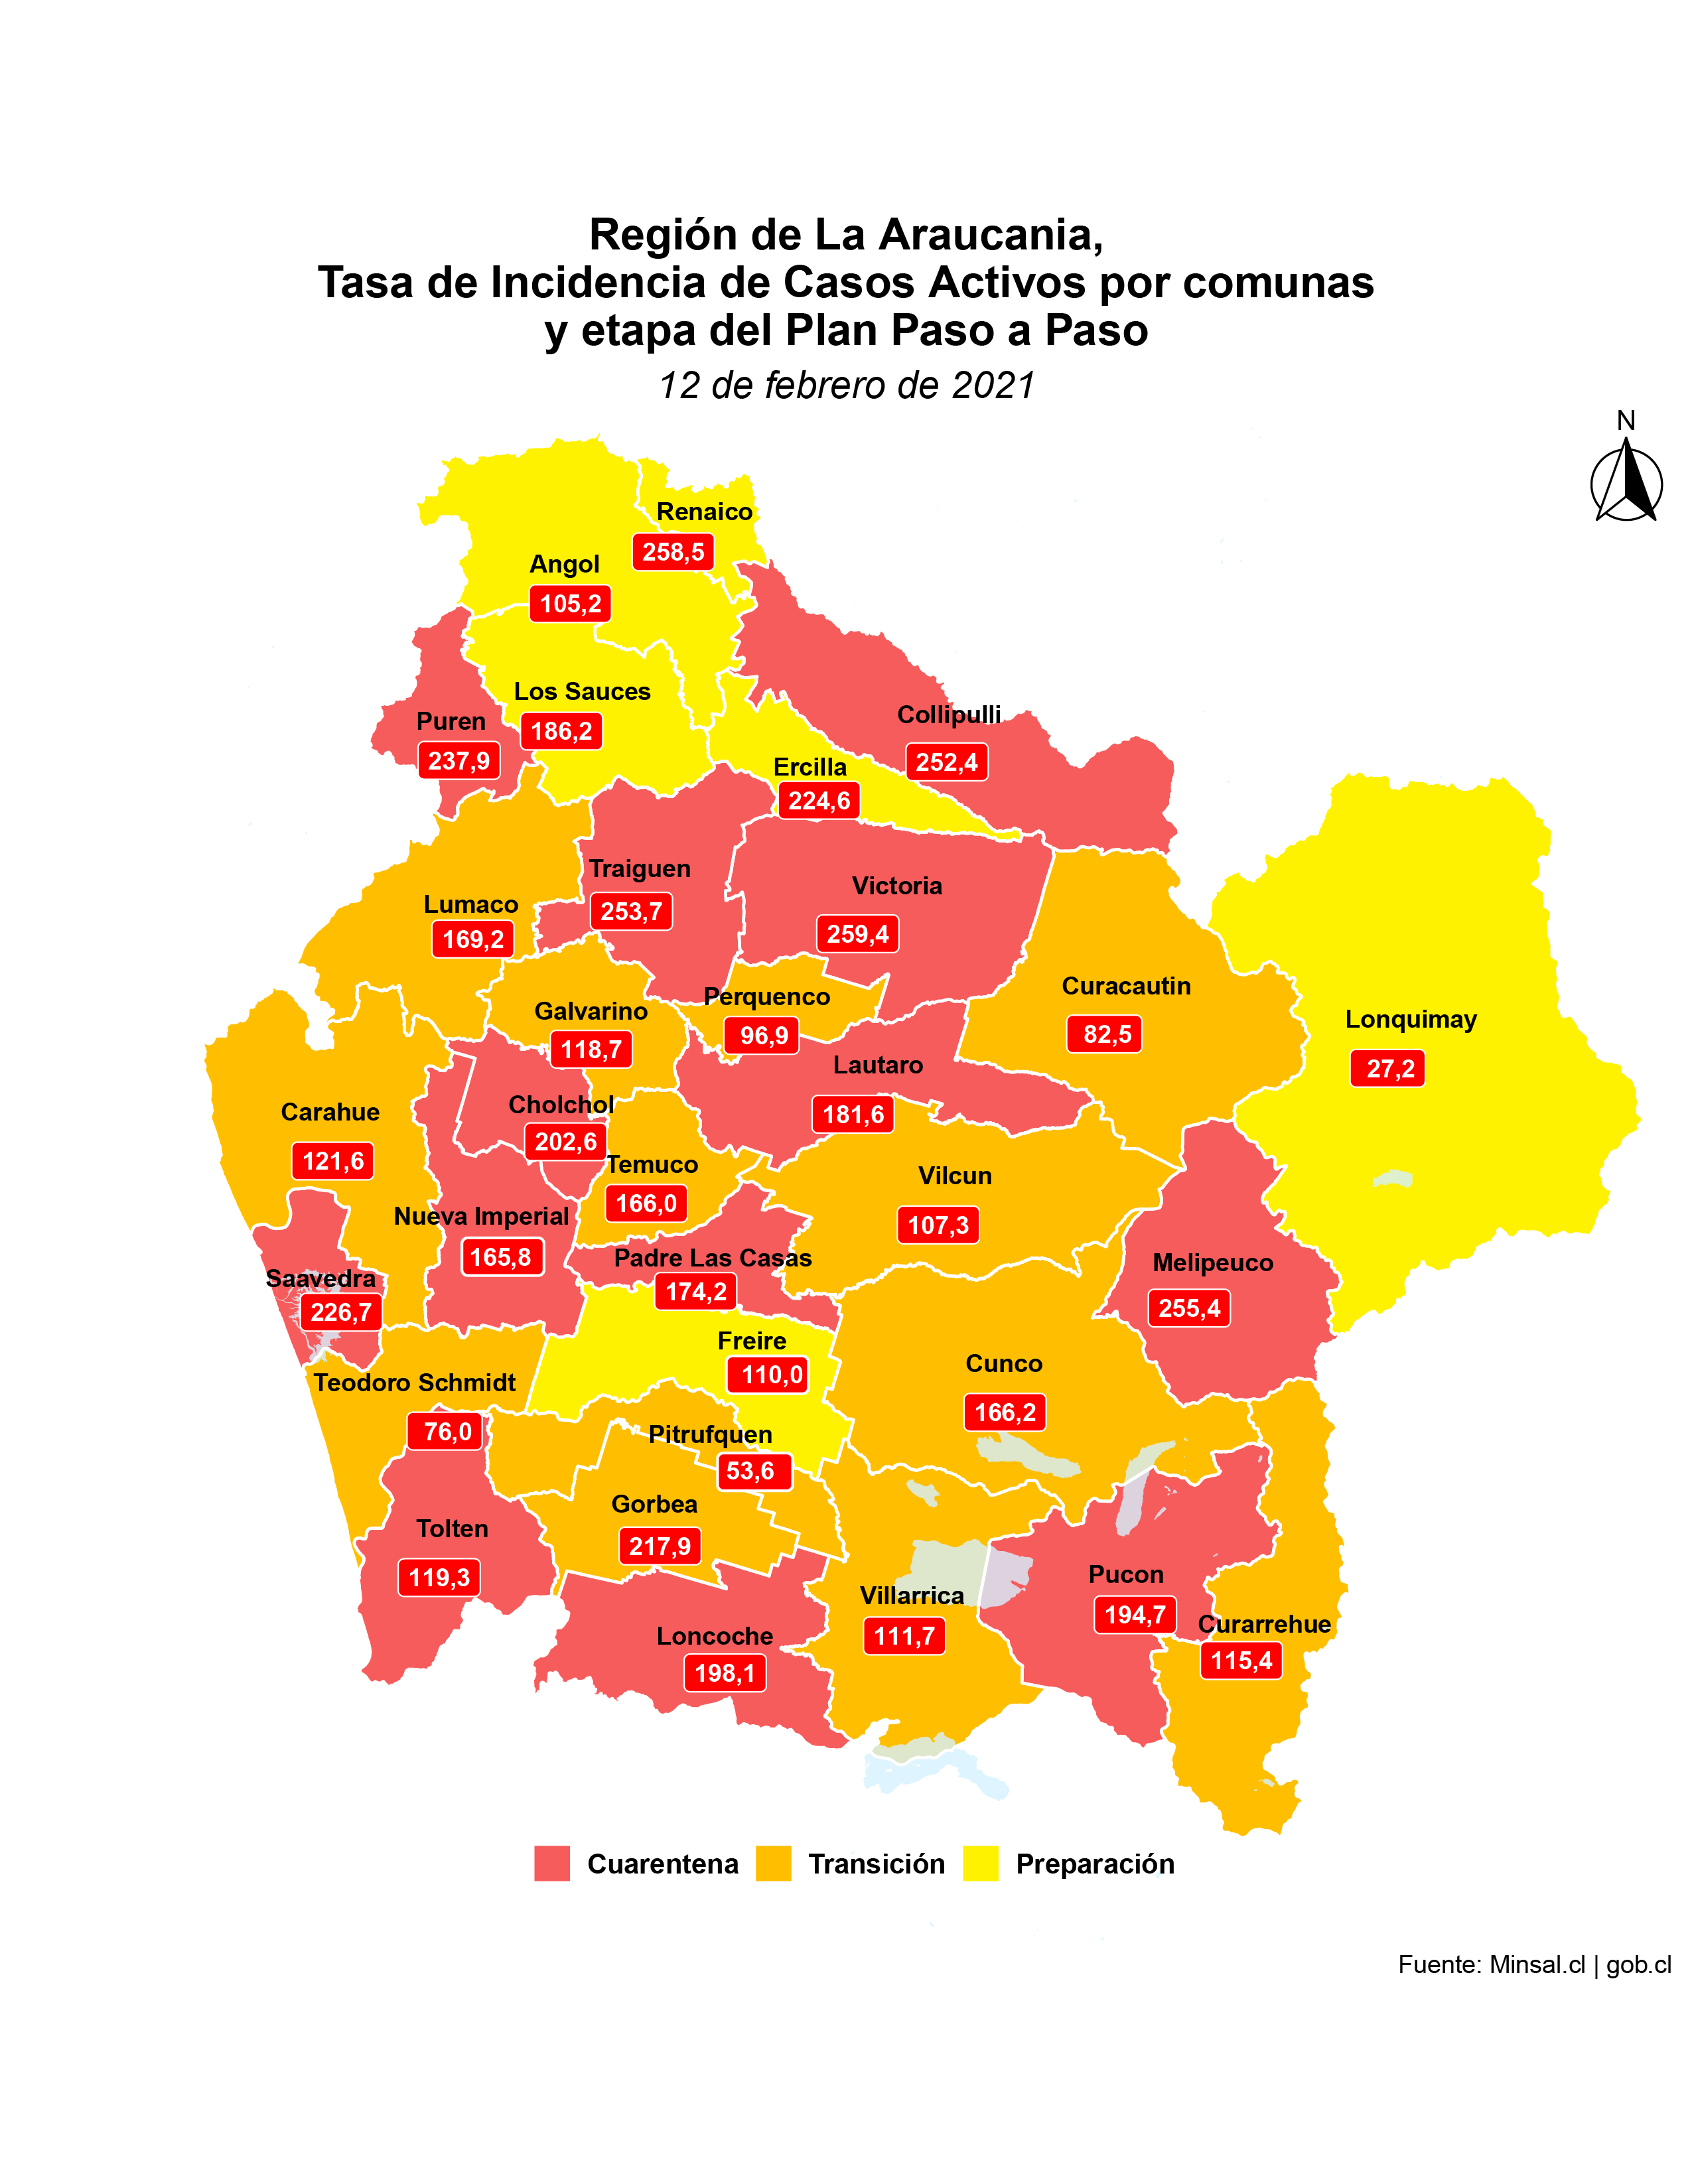 Región de La Araucania,
Tasa de Incidencia de Casos Activos por comunas
y etapa del Plan Paso a Paso
12 de febrero de 2021
N
Renaico
258,5
Angol
105,2
Los Sauces
186,2
Puren
237,9
Collipulli
252,4
Ercilla
224,6
Traiguen
253,7
Victoria
259,4
Lumaco
169,2
Curacautin
82,5
Perquenco
96,9
Galvarino
118,7
Lonquimay
27,2
Lautaro
181,6
Cholchol
202,6
Carahue
121,6
Temuco
166,0
Vilcun
107,3
Nueva Imperial
165,8
Padre Las Casas
174,2
Melipeuco
255,4
Saavedra
226,7
Freire
110,0
Cunco
166,2
Teodoro Schmidt
76,0
Pitrufquen
53,6
Gorbea
217,9
Tolten
119,3
Pucon
194,7
Villarrica
111,7
Curarrehue
115,4
Loncoche
198,1
Cuarentena Transición Preparación
Fuente: Minsal.cl | gob.cl